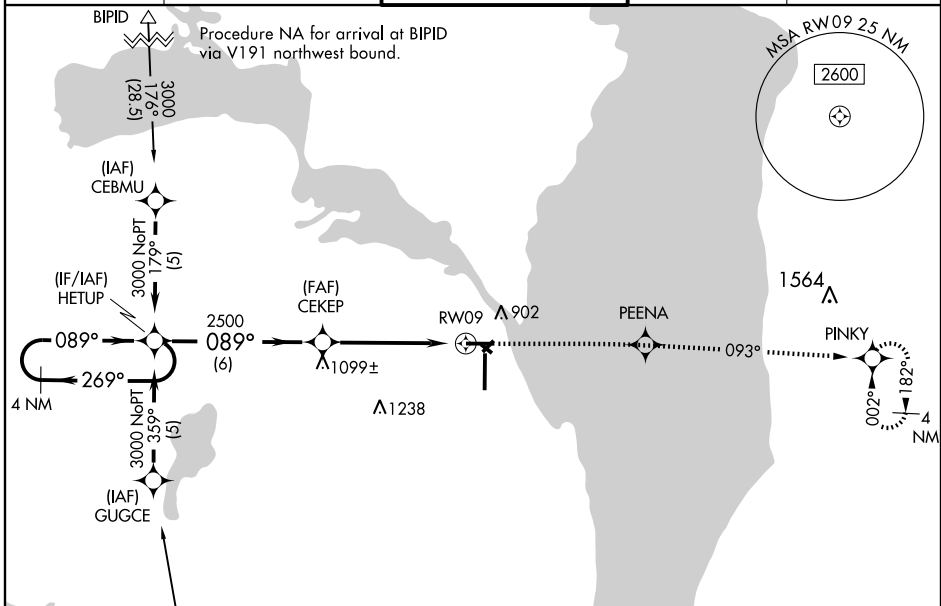 BIPID
Procedure NA for arrival at BIPID
via V191 northwest bound.
MSA RW09 25 NM
2600
3000
176°
(28.5)
(IAF)
CEBMU
3000 NoPT
179°
(5)
(IF/IAF)
HETUP
(FAF)
CEKEP
2500
089°
(6)
089°
269°
4 NM
1099±
1238
RW09
902
PEENA
093°
1564
PINKY
002°
182°
4
NM
3000 NoPT
359°
(5)
(IAF)
GUGCE